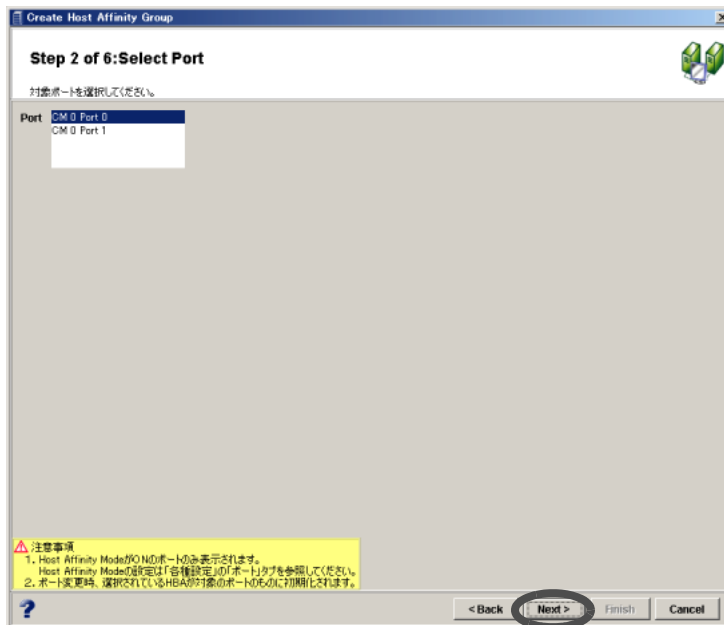 Create Host Affinity Group
Step 2 of 6:Select Port
対象ポートを選択してください。
Port
CM 0 Port 0
CM 0 Port 1
注意事項
1. Host Affinity ModeがONのポートのみ表示されます。
Host Affinity Modeの設定は「各種設定」の「ポート」タブを参照してください。
2. ポート変更時、選択されているHBAが対象のポートのものに初期化されます。
?
< Back
Next >
Finish
Cancel